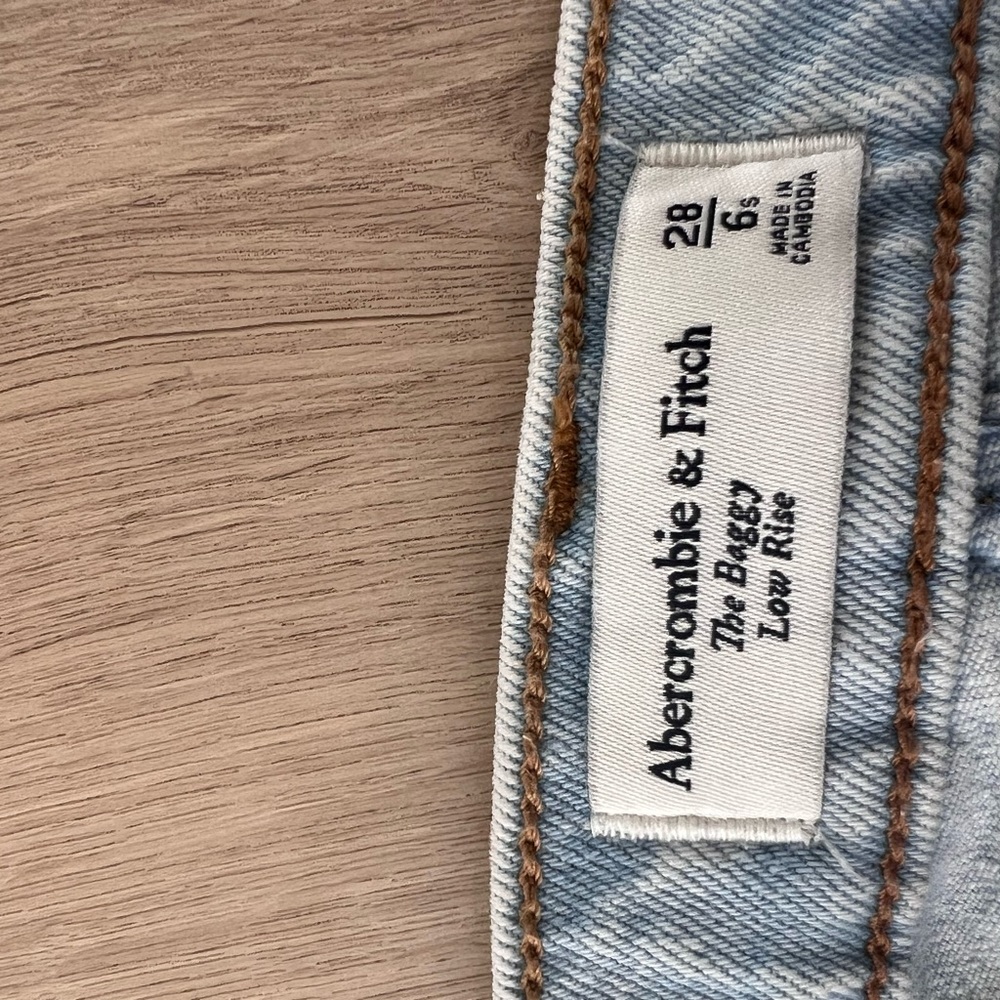 Abercrombie & Fitch
The Baggy
Low Rise
28
6s
MADE IN
CAMBODIA